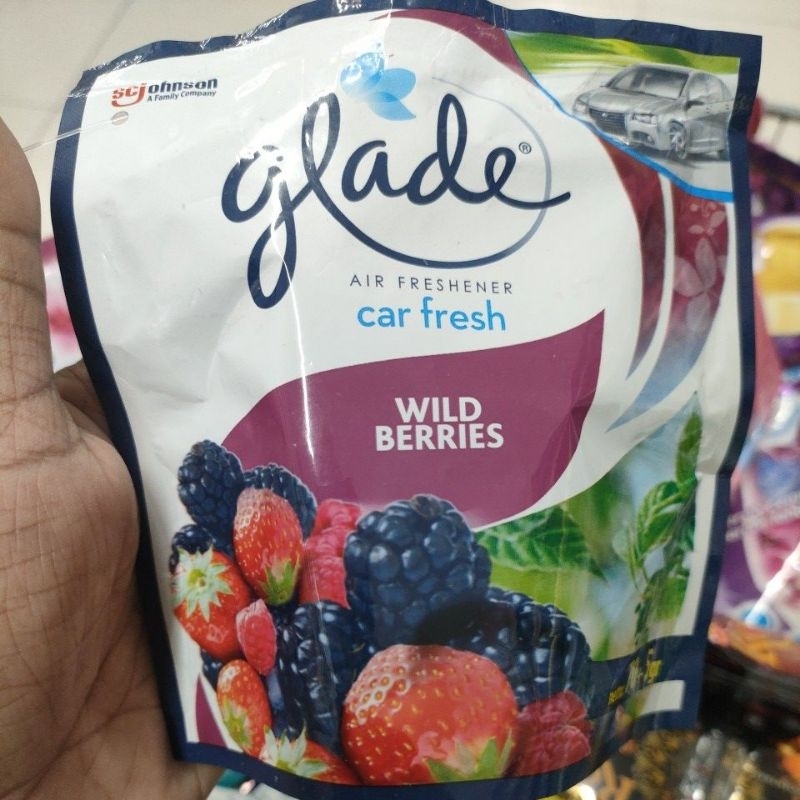 scjohnson
A Family Company
glade®
AIR FRESHENER
car fresh
WILD
BERRIES